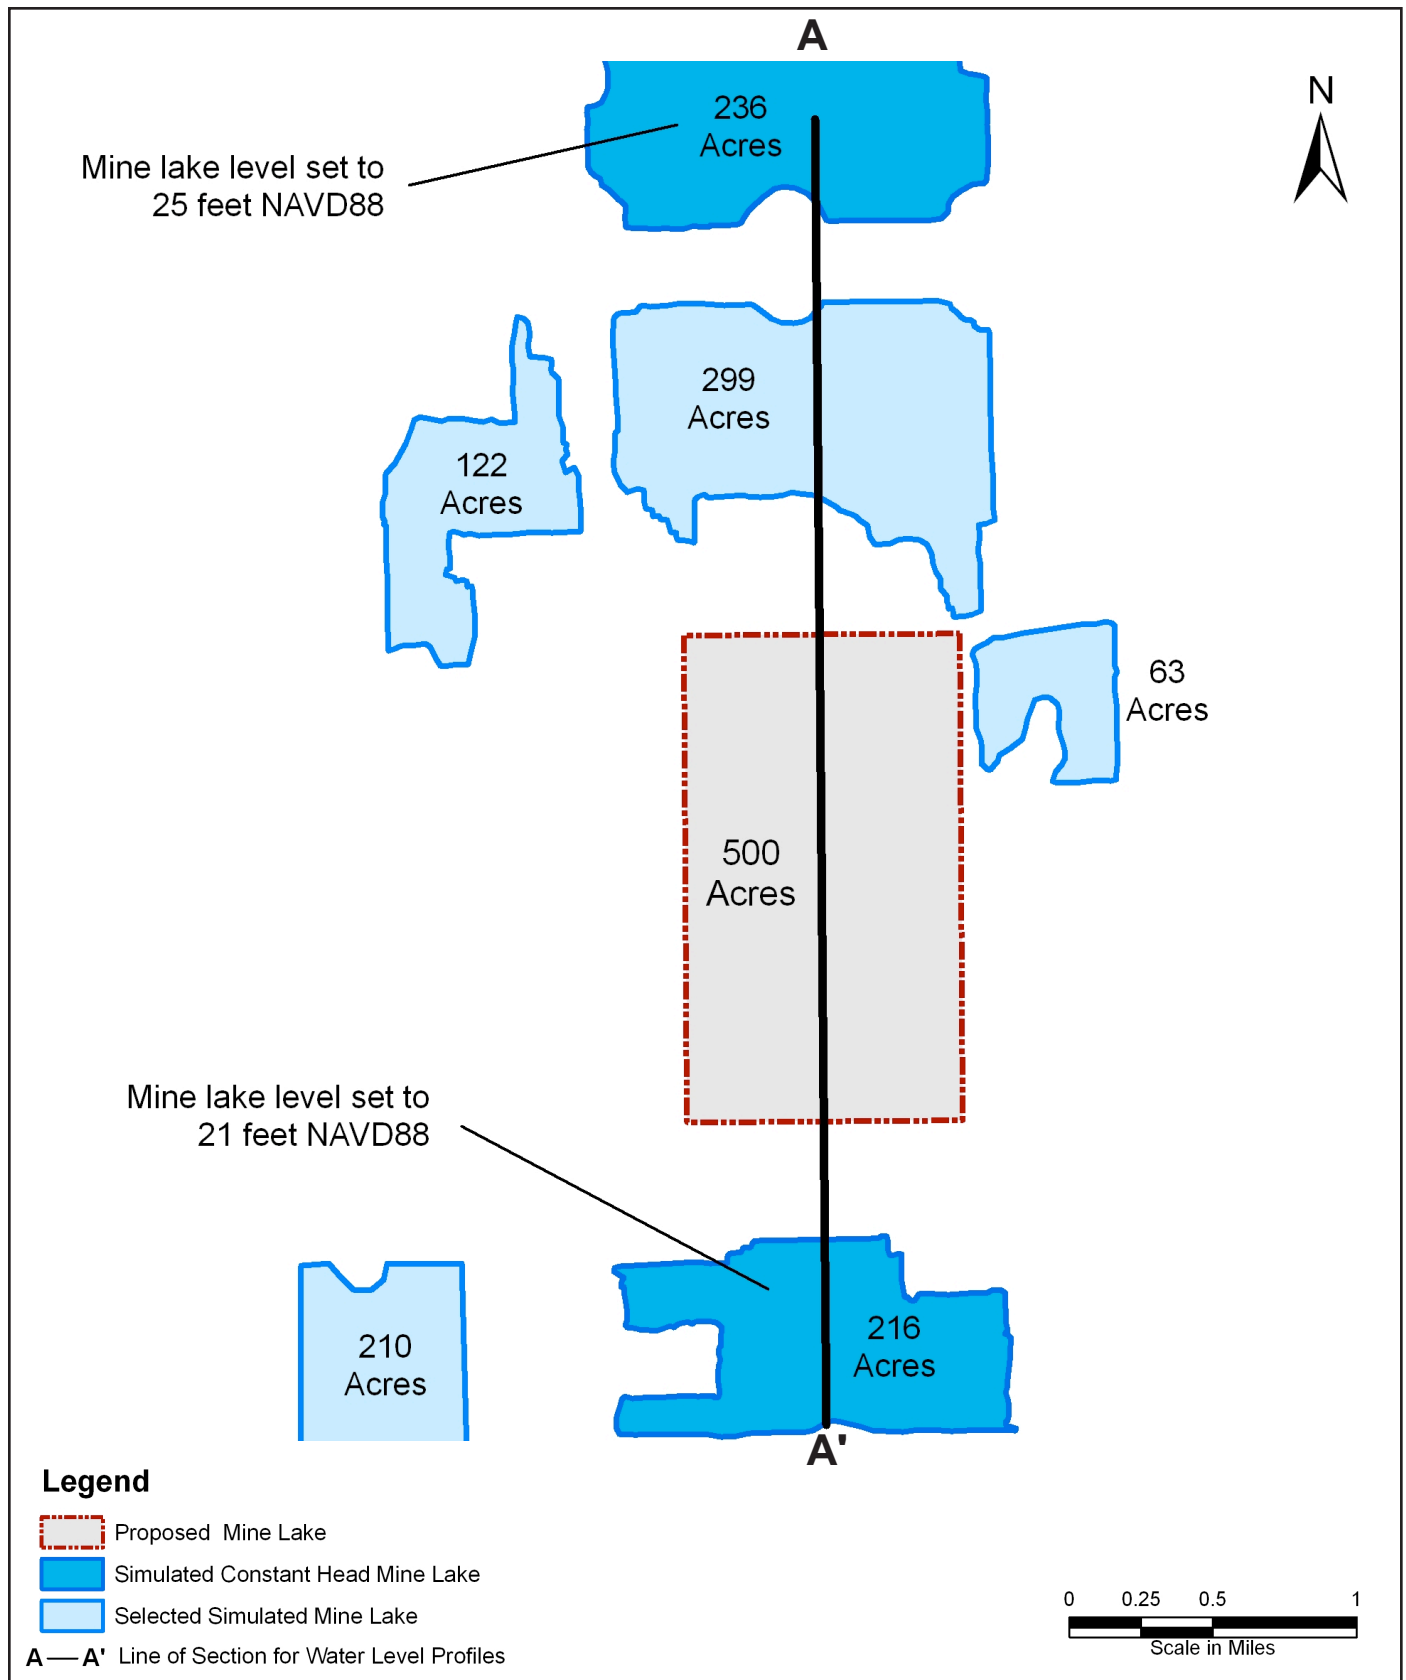 A
N
236
Acres
Mine lake level set to
25 feet NAVD88
299
Acres
122
Acres
63
Acres
500
Acres
Mine lake level set to
21 feet NAVD88
216
Acres
210
Acres
A'
Legend
Proposed Mine Lake
Simulated Constant Head Mine Lake
Selected Simulated Mine Lake
A — A' Line of Section for Water Level Profiles
0 0.25 0.5 1
Scale in Miles